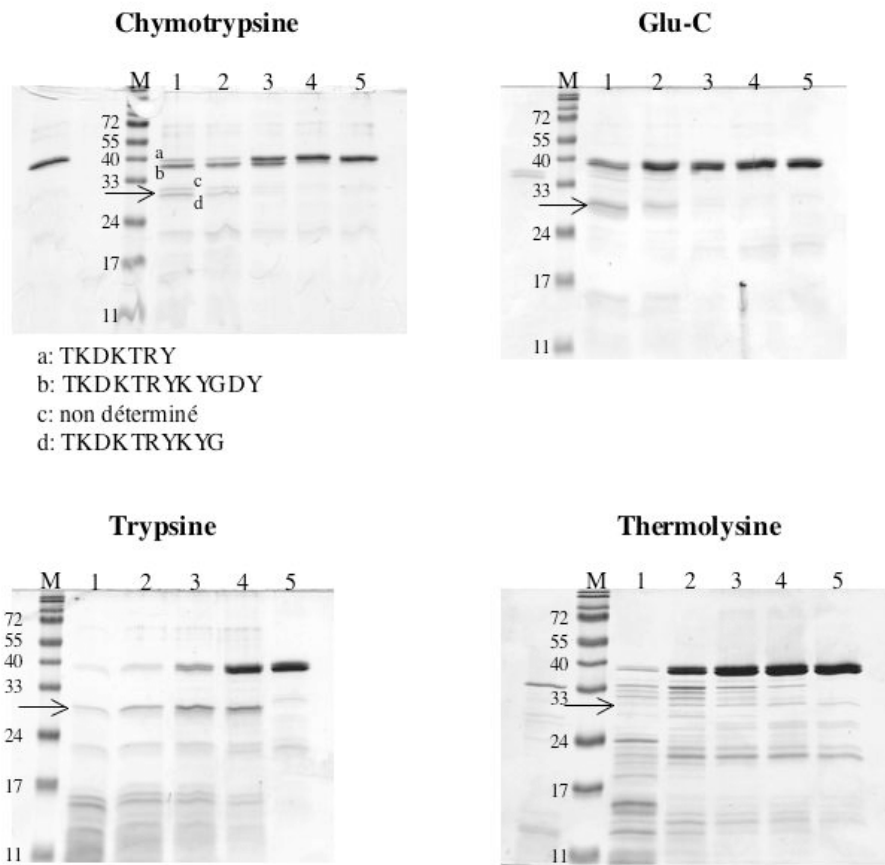 Chymotrypsine
M 1 2 3 4 5
72
55
40
33
24
17
11
a
b
c
d
a: TKDKTRY
b: TKDKTRYKYGDY
c: non déterminé
d: TKDKTRYKYG
Glu-C
M 1 2 3 4 5
72
55
40
33
24
17
11
Trypsine
M 1 2 3 4 5
72
55
40
33
24
17
11
Thermolysine
M 1 2 3 4 5
72
55
40
33
24
17
11